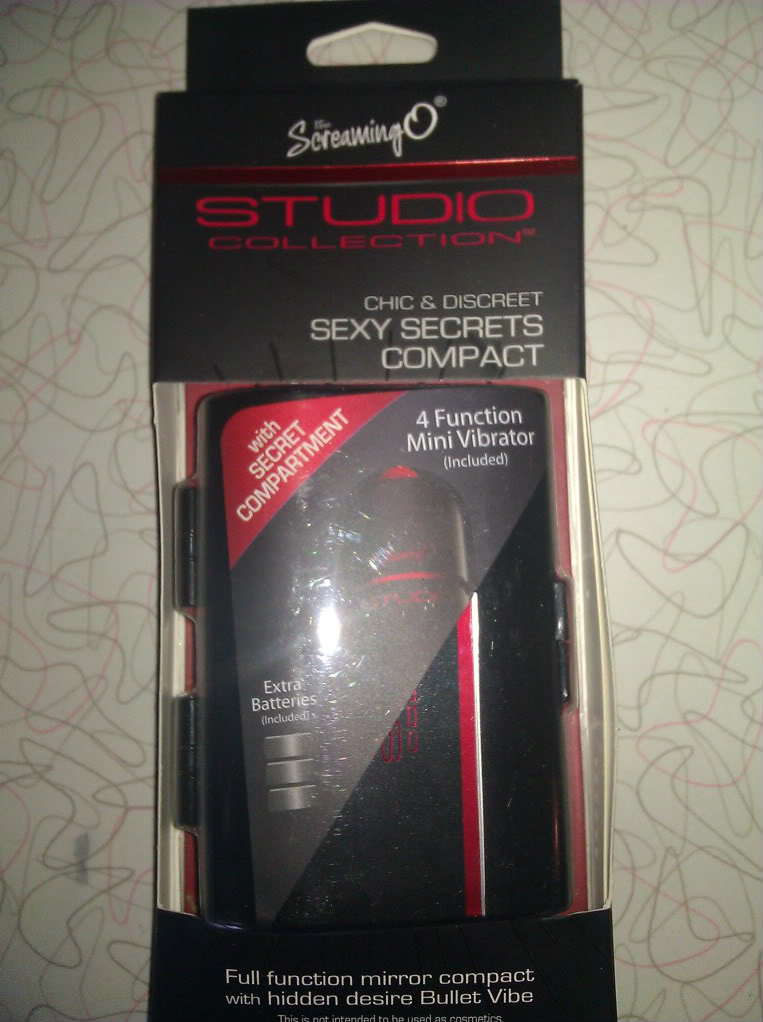 the
ScreamingO®
STUDIO
COLLECTION™
CHIC & DISCREET
SEXY SECRETS
COMPACT
with
SECRET
COMPARTMENT
4 Function
Mini Vibrator
(Included)
Extra
Batteries
(Included)
Full function mirror compact
with hidden desire Bullet Vibe
This is not intended to be used as cosmetics